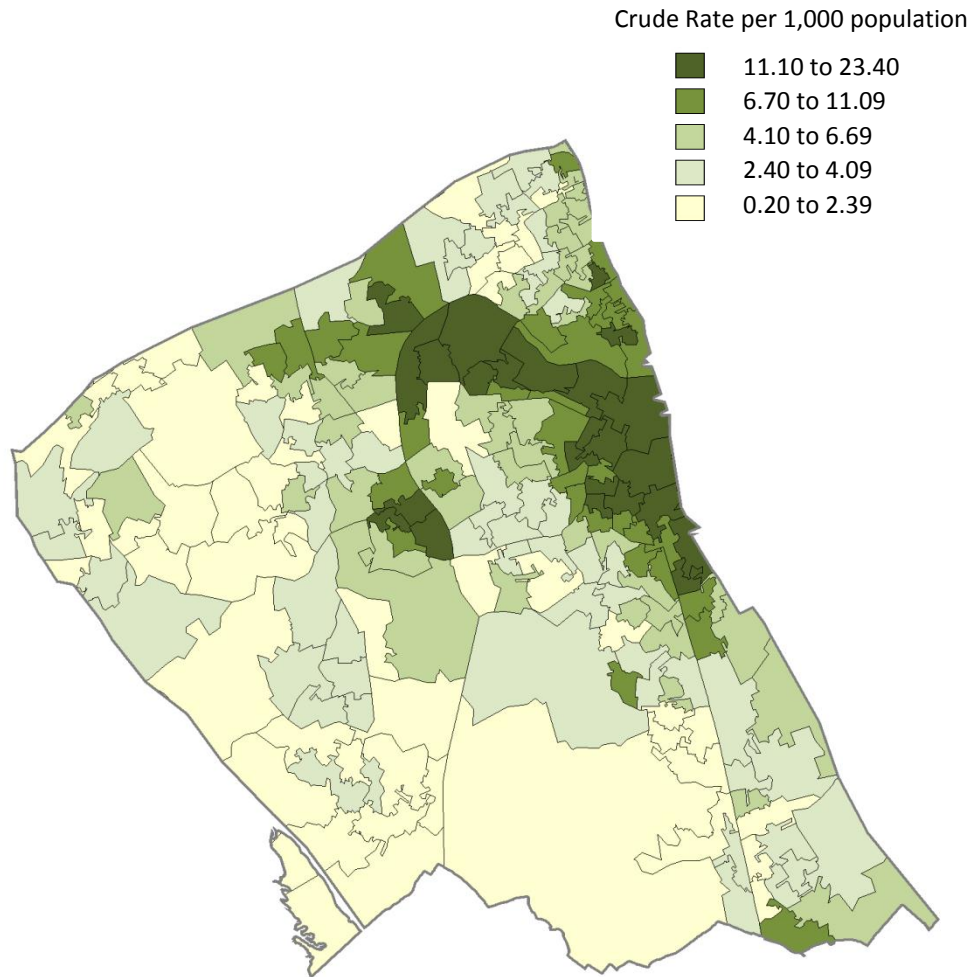 Crude Rate per 1,000 population
11.10 to 23.40
6.70 to 11.09
4.10 to 6.69
2.40 to 4.09
0.20 to 2.39